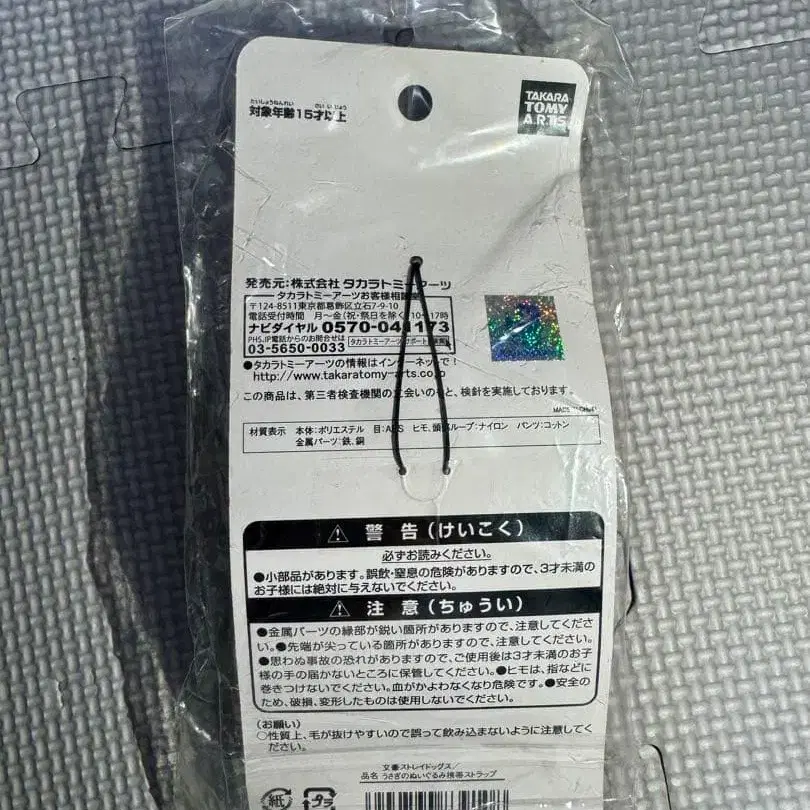 たいしょうねんれい さい いじょう
対象年齢15才以上
TAKARA
TOMY
A.R.T.S
発売元:株式会社 タカラトミーアーツ
タカラトミーアーツお客様相談室
〒124-8511東京都葛飾区立石7-9-10
電話受付時間 月〜金(祝・祭日を除く)10〜17時
ナビダイヤル 0570-041173
PHS.IP電話からのお問合せは
03-5650-0033
●タカラトミーアーツの情報はインターネットで!
http://www.takaratomy-arts.co.jp
この商品は、第三者検査機関の立会いのもと、検針を実施しております。
MADE IN CHINA
材質表示 本体:ポリエステル 目:ABS ヒモ、頭部ループ:ナイロン パンツ:コットン
金属パーツ:鉄、銅
警告(けいこく)
必ずお読みください。
●小部品があります。誤飲・窒息の危険がありますので、3才未満の
お子様には絶対に与えないでください。
注意(ちゅうい)
●金属パーツの縁部が鋭い箇所がありますので、注意してくださ
い。●先端が尖っている箇所がありますので、注意してください。
●思わぬ事故の恐れがありますので、ご使用後は3才未満のお子
様の手の届かないところに保管してください。●ヒモは、指などに
巻きつけないでください。血がかよわなくなり危険です。●安全の
ため、破損、変形したものは使用しないでください。
(お願い)
○性質上、毛が抜けやすいので誤って飲み込まないように注意してく
ださい。
文豪ストレイドッグス/
品名 うさぎのぬいぐるみ携帯ストラップ
紙
プラ